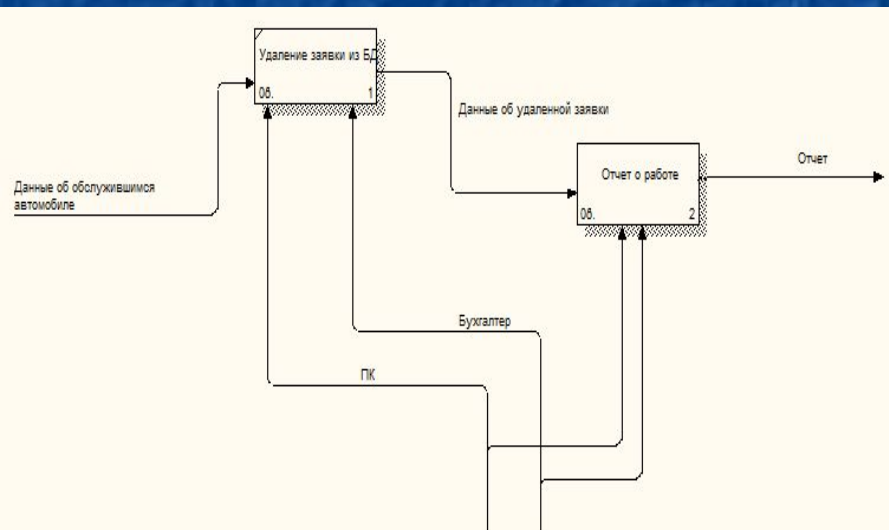 Удаление заявки из БД
0б.
1
Данные об удаленной заявки
Отчет о работе
0б.
2
Отчет
Данные об обслужившимся
автомобиле
Бухгалтер
ПК